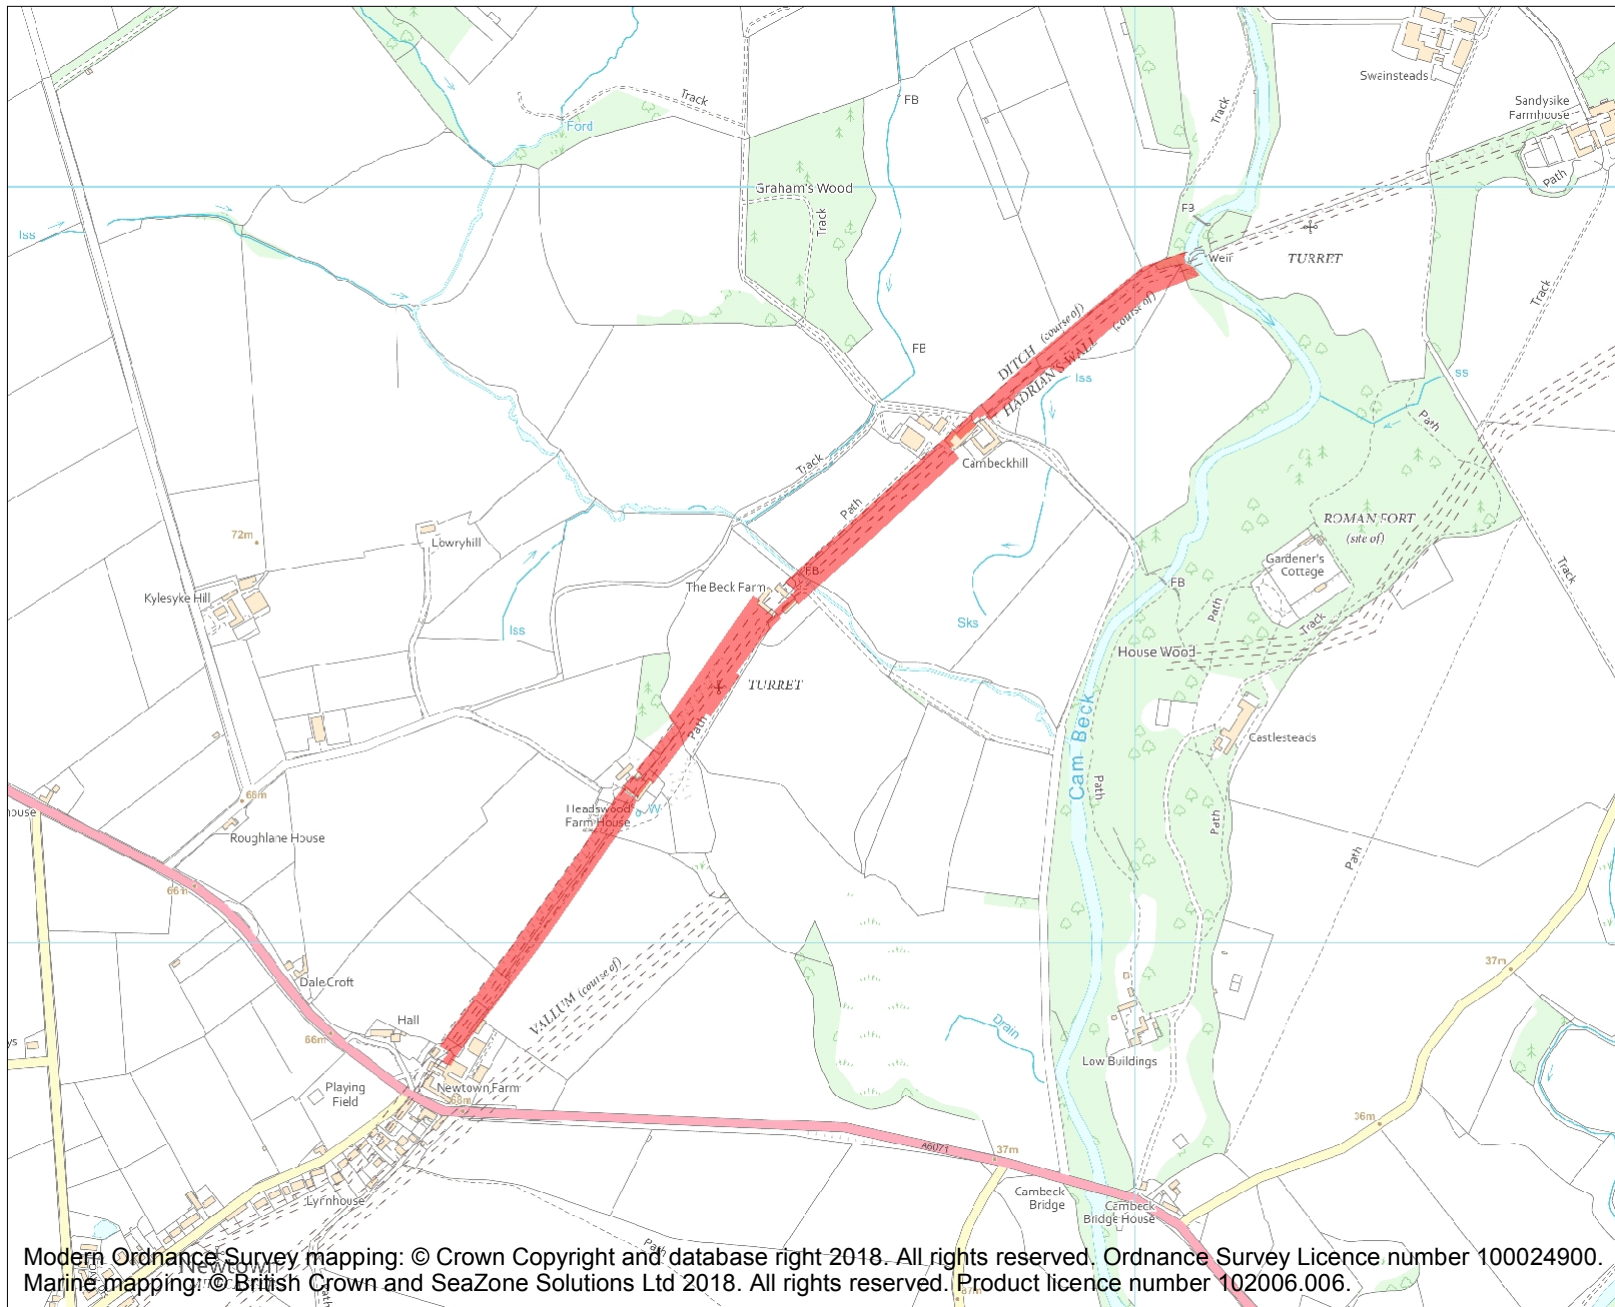 Swainsteads
Sandysike
Farmhouse
Track
FB
Track
Ford
Path
Graham's Wood
Track
FB
Iss
Weir
TURRET
Track
DITCH (course of)
HADRIAN'S WALL (course of)
FB
Iss
Path
Track
Cambeckhill
Path
ROMAN FORT
(site of)
72m
Lowryhill
Gardener's
Cottage
Track
The Beck Farm
FB
FB
Kylesyke Hill
Path
Iss
Sks
Track
House Wood
TURRET
Path
Cam Beck
Castlesteads
Path
Path
Path
66m
Headswood
Farm House
W
Roughlane House
Path
37m
Dale Croft
VALLUM (course of)
Hall
66m
Drain
Low Buildings
Playing
Field
Newtown Farm
68m
36m
A6071
37m
Lynnhouse
Cambeck
Bridge
Cambeck
Bridge House
Path
Newtown
Path
Modern Ordnance Survey mapping: © Crown Copyright and database right 2018. All rights reserved. Ordnance Survey Licence number 100024900.
Marine mapping: © British Crown and SeaZone Solutions Ltd 2018. All rights reserved. Product licence number 102006.006.